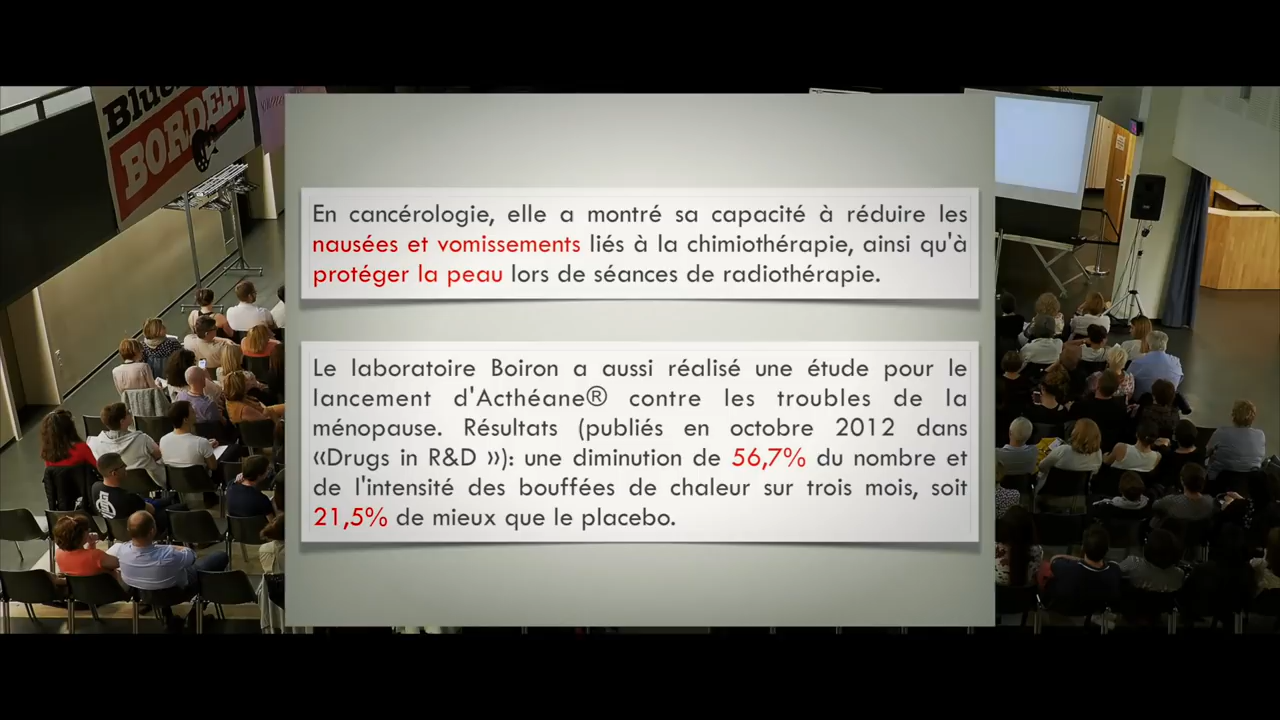 Blues
BORDER
En cancérologie, elle a montré sa capacité à réduire les
nausées et vomissements liés à la chimiothérapie, ainsi qu'à
protéger la peau lors de séances de radiothérapie.
Le laboratoire Boiron a aussi réalisé une étude pour le
lancement d'Acthéane® contre les troubles de la
ménopause. Résultats (publiés en octobre 2012 dans
«Drugs in R&D »): une diminution de 56,7% du nombre et
de l'intensité des bouffées de chaleur sur trois mois, soit
21,5% de mieux que le placebo.